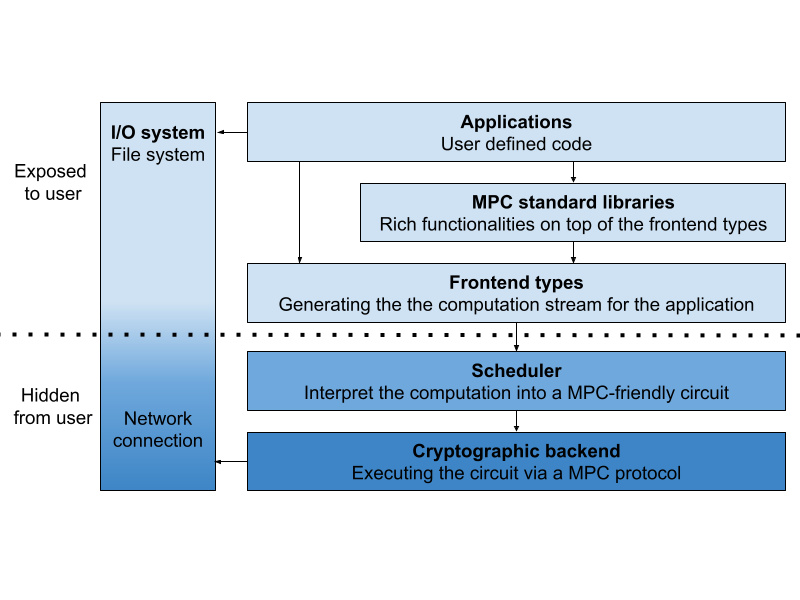 Exposed
to user
I/O system
File system
Applications
User defined code
MPC standard libraries
Rich functionalities on top of the frontend types
Frontend types
Generating the the computation stream for the application
Hidden
from user
Network
connection
Scheduler
Interpret the computation into a MPC-friendly circuit
Cryptographic backend
Executing the circuit via a MPC protocol